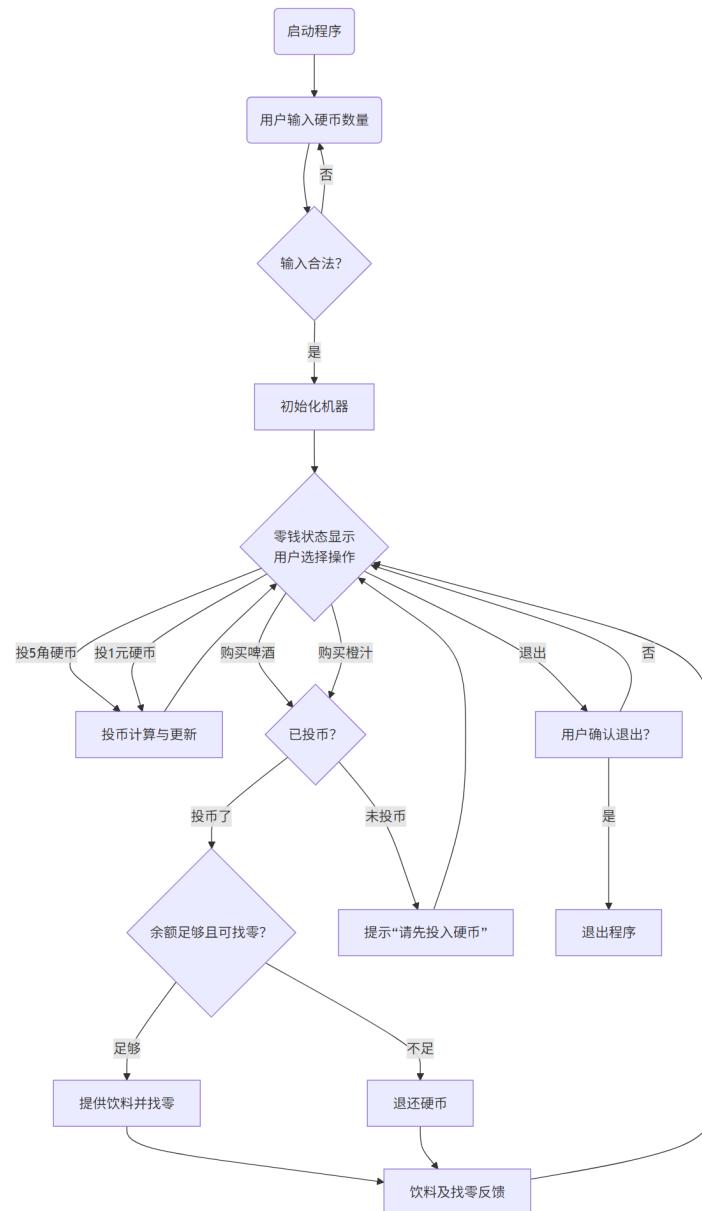 启动程序
用户输入硬币数量
否
输入合法？
是
初始化机器
零钱状态显示
用户选择操作
投5角硬币
投1元硬币
购买啤酒
购买橙汁
退出
否
投币计算与更新
已投币？
用户确认退出？
投币了
未投币
是
余额足够且可找零？
提示“请先投入硬币”
退出程序
足够
不足
提供饮料并找零
退还硬币
饮料及找零反馈